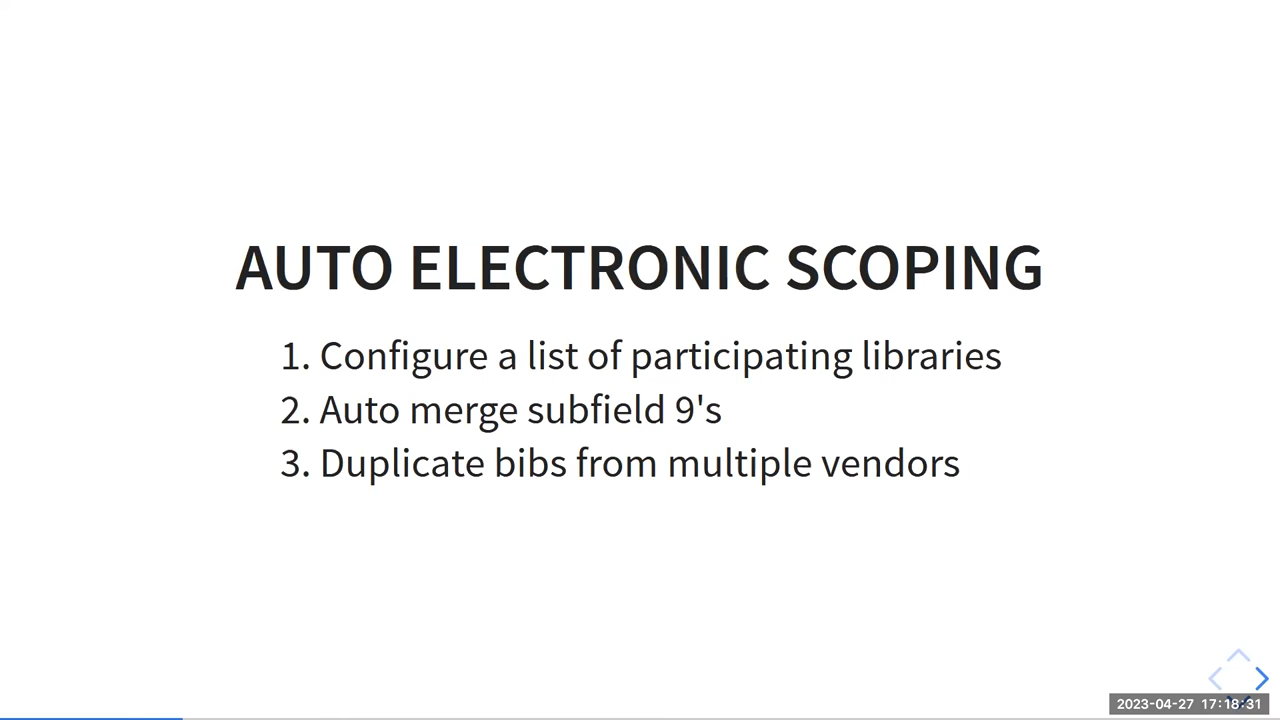 AUTO ELECTRONIC SCOPING
1. Configure a list of participating libraries
2. Auto merge subfield 9's
3. Duplicate bibs from multiple vendors
2023-04-27 17:18:31